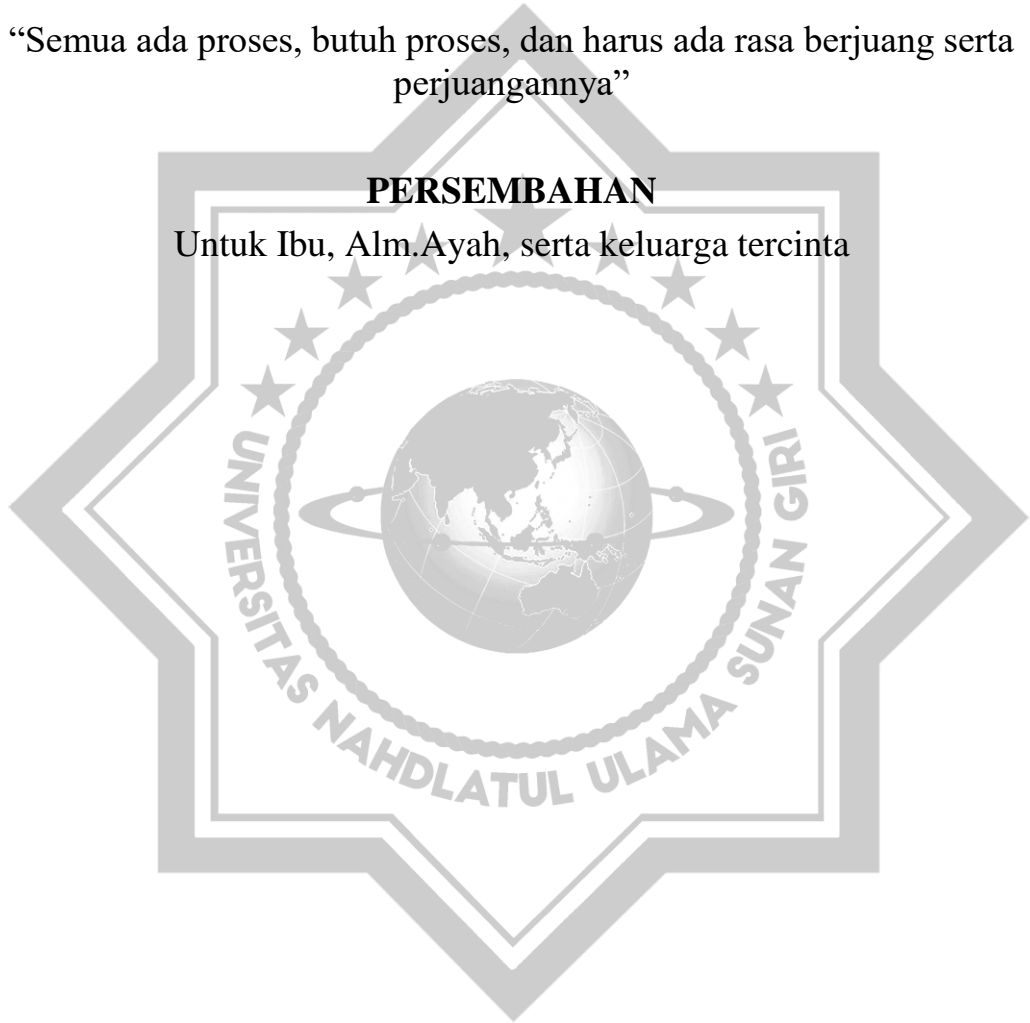 “Semua ada proses, butuh proses, dan harus ada rasa berjuang serta
perjuangannya”
PERSEMBAHAN
Untuk Ibu, Alm.Ayah, serta keluarga tercinta
UNIVERSITAS NAHDLATUL ULAMA SUNAN GIRI